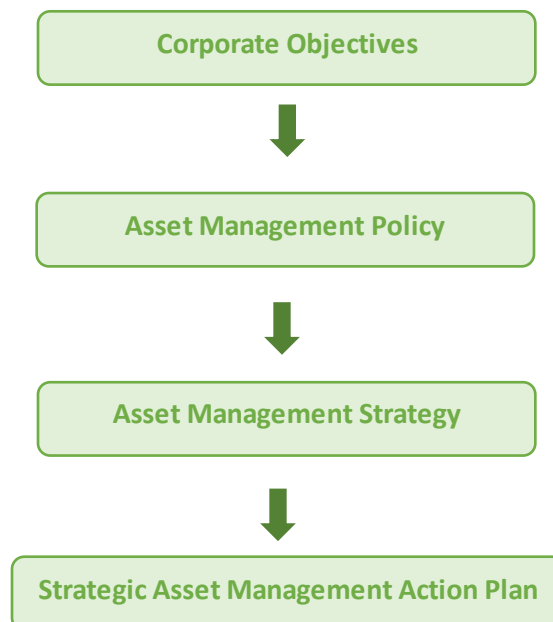 Corporate Objectives
Asset Management Policy
Asset Management Strategy
Strategic Asset Management Action Plan